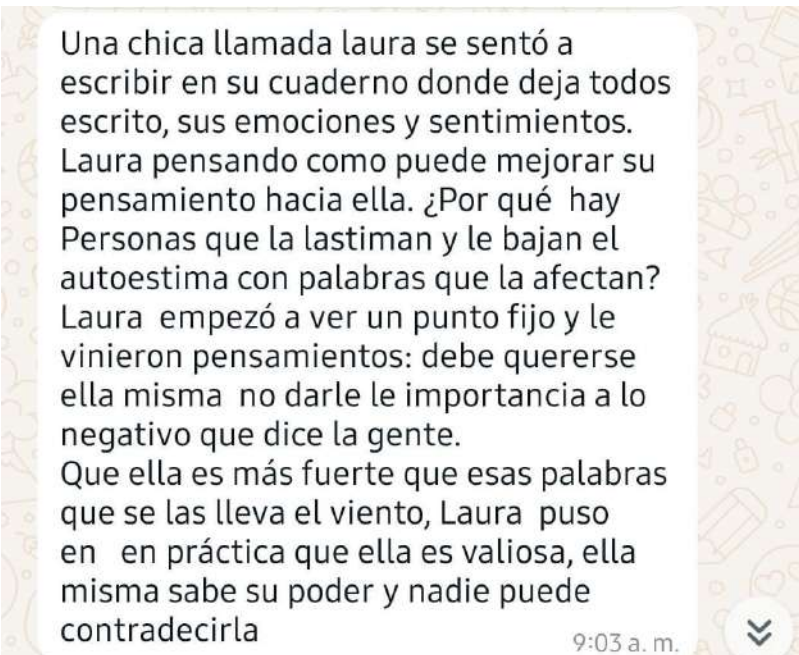 Una chica llamada laura se sentó a
escribir en su cuaderno donde deja todos
escrito, sus emociones y sentimientos.
Laura pensando como puede mejorar su
pensamiento hacia ella. ¿Por qué  hay
Personas que la lastiman y le bajan el
autoestima con palabras que la afectan?
Laura  empezó a ver un punto fijo y le
vinieron pensamientos: debe quererse
ella misma  no darle le importancia a lo
negativo que dice la gente.
Que ella es más fuerte que esas palabras
que se las lleva el viento, Laura  puso
en   en práctica que ella es valiosa, ella
misma sabe su poder y nadie puede
contradecirla
9:03 a. m.